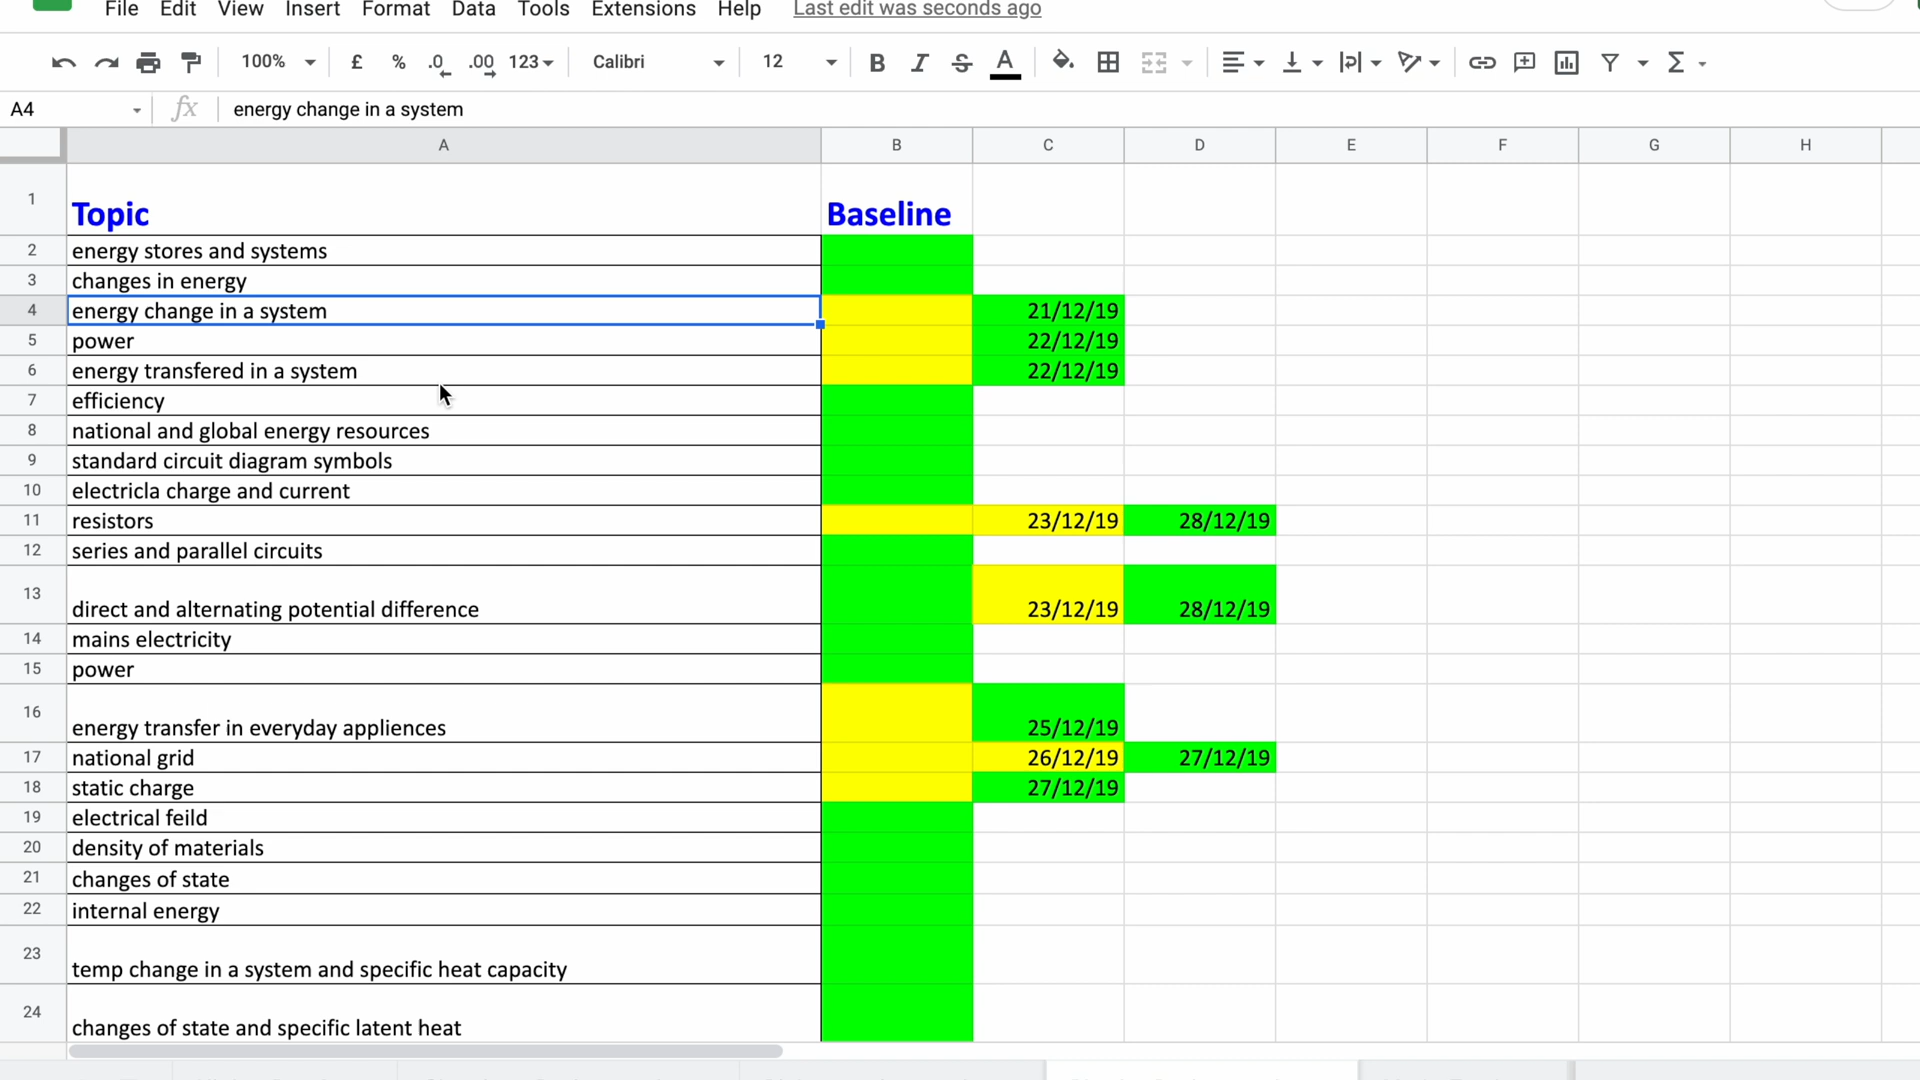 File Edit View Insert Format Data Tools Extensions Help Last edit was seconds ago
100% £ % .0 .00 123 Calibri 12 B I S A
A4 fx energy change in a system
A B C D E F G H
1 Topic Baseline
2 energy stores and systems
3 changes in energy
4 energy change in a system 21/12/19
5 power 22/12/19
6 energy transfered in a system 22/12/19
7 efficiency
8 national and global energy resources
9 standard circuit diagram symbols
10 electricla charge and current
11 resistors 23/12/19 28/12/19
12 series and parallel circuits
13 direct and alternating potential difference 23/12/19 28/12/19
14 mains electricity
15 power
16 energy transfer in everyday appliences 25/12/19
17 national grid 26/12/19 27/12/19
18 static charge 27/12/19
19 electrical feild
20 density of materials
21 changes of state
22 internal energy
23 temp change in a system and specific heat capacity
24 changes of state and specific latent heat